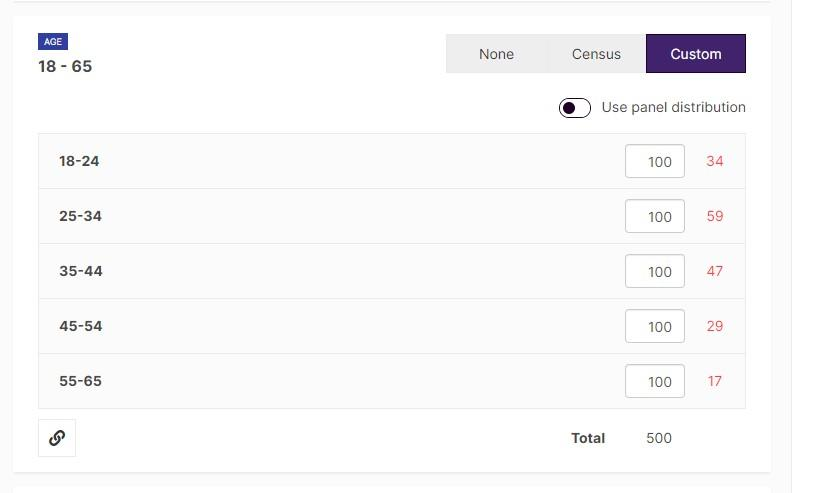 AGE
18 - 65
None Census Custom
Use panel distribution
18-24 100 34
25-34 100 59
35-44 100 47
45-54 100 29
55-65 100 17
Total 500